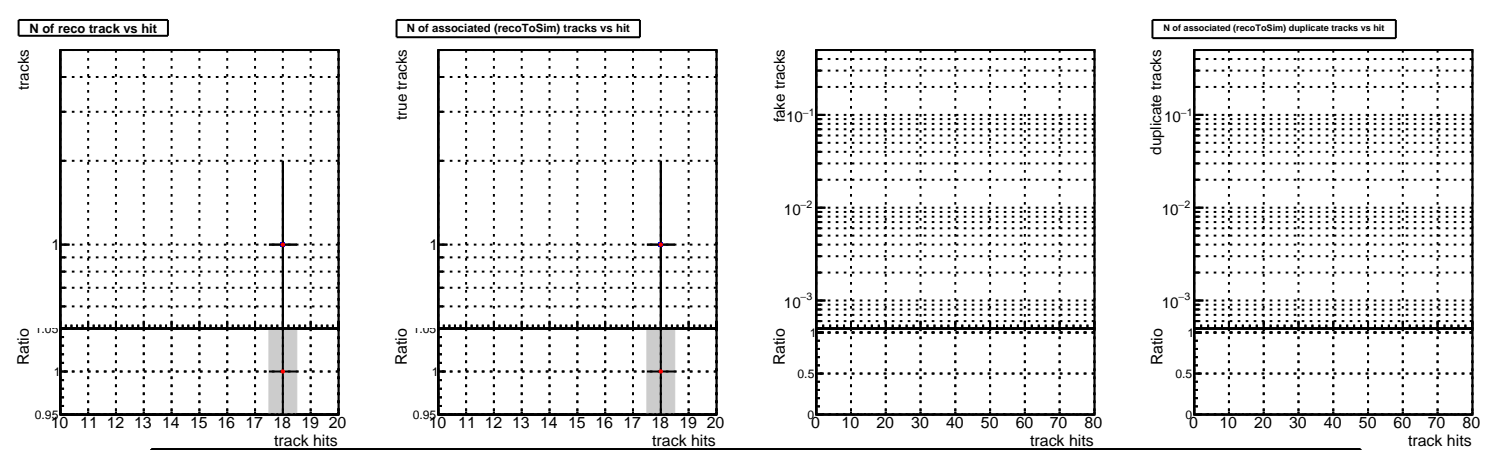 N of reco track vs hit
tracks
1
1.05
Ratio
1
0.95
10 11 12 13 14 15 16 17 18 19 20
track hits
N of associated (recoToSim) tracks vs hit
true tracks
1
1.05
Ratio
1
0.95
10 11 12 13 14 15 16 17 18 19 20
track hits
fake tracks
10−1
10−2
10−3
Ratio
1
0.5
0
0 10 20 30 40 50 60 70 80
track hits
N of associated (recoToSim) duplicate tracks vs hit
duplicate tracks
10−1
10−2
10−3
Ratio
1
0.5
0
0 10 20 30 40 50 60 70 80
track hits